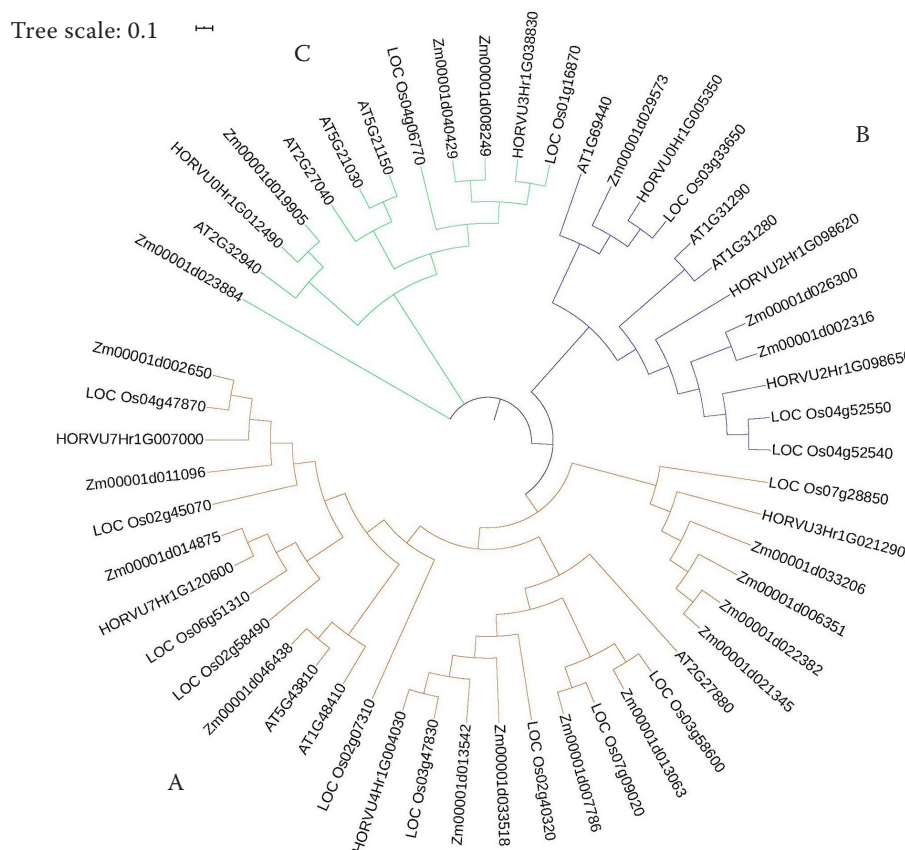 Tree scale: 0.1
C
B
A
Zm00001d023884
AT2G32940
HORVU0Hr1G012490
Zm00001d019905
AT2G27040
AT5G21030
AT5G21150
LOC Os04g06770
Zm00001d040429
Zm00001d008249
HORVU3Hr1G038830
LOC Os01g16870
AT1G69440
Zm00001d029573
HORVU0Hr1G005350
LOC Os03g33650
AT1G31290
AT1G31280
HORVU2Hr1G098620
Zm00001d026300
Zm00001d002316
HORVU2Hr1G098650
LOC Os04g52550
LOC Os04g52540
LOC Os07g28850
HORVU3Hr1G021290
Zm00001d033206
Zm00001d006351
Zm00001d022382
Zm00001d021345
AT2G27880
LOC Os03g58600
Zm00001d013063
LOC Os07g09020
Zm00001d007786
LOC Os02g40320
Zm00001d033518
Zm00001d013542
LOC Os03g47830
HORVU4Hr1G004030
LOC Os02g07310
AT1G48410
AT5G43810
Zm00001d046438
LOC Os02g58490
LOC Os06g51310
HORVU7Hr1G120600
Zm00001d014875
LOC Os02g45070
Zm00001d011096
HORVU7Hr1G007000
LOC Os04g47870
Zm00001d002650